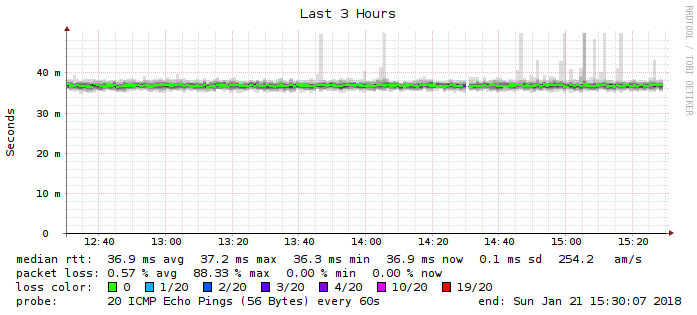 Last 3 Hours
RRDTOOL / TOBI OETIKER
Seconds
40 m
30 m
20 m
10 m
0
12:40 13:00 13:20 13:40 14:00 14:20 14:40 15:00 15:20
median rtt: 36.9 ms avg 37.2 ms max 36.3 ms min 36.9 ms now 0.1 ms sd 254.2 am/s
packet loss: 0.57 % avg 88.33 % max 0.00 % min 0.00 % now
loss color: 0 1/20 2/20 3/20 4/20 10/20 19/20
probe: 20 ICMP Echo Pings (56 Bytes) every 60s end: Sun Jan 21 15:30:07 2018